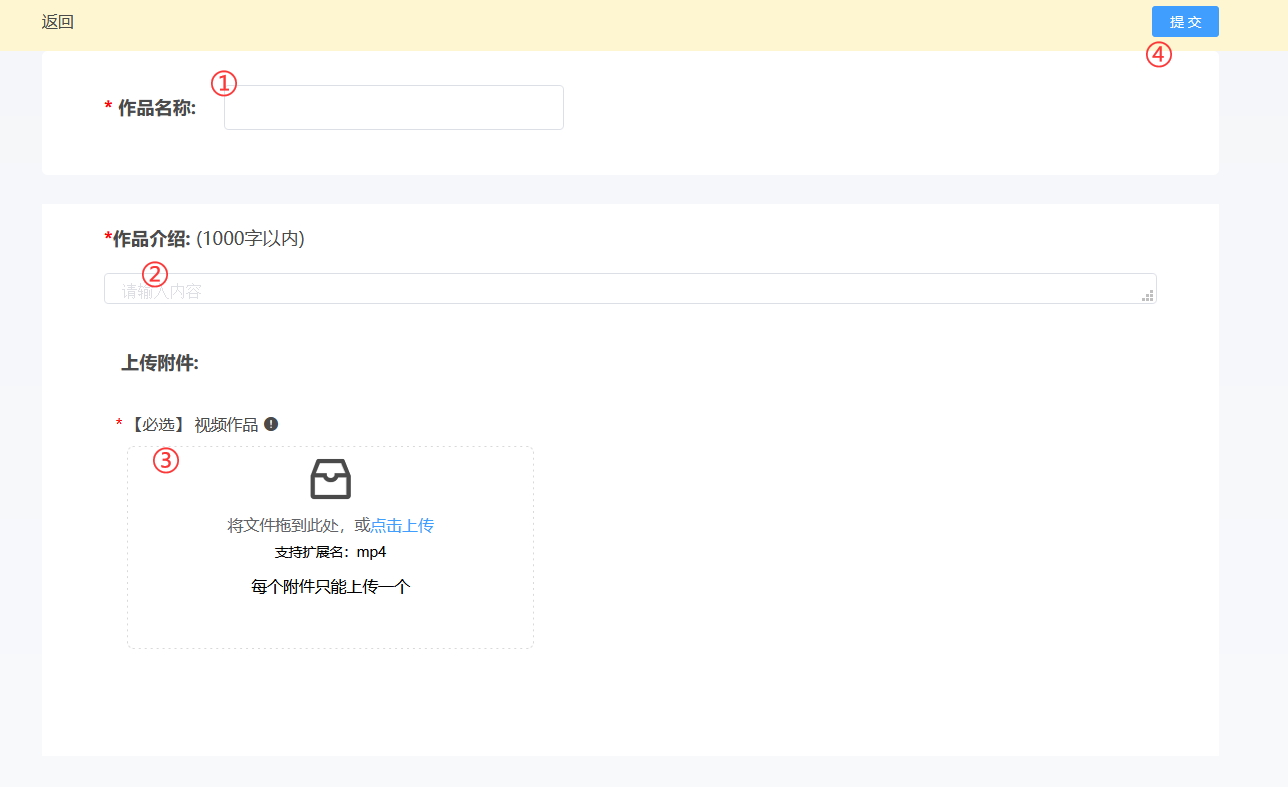 返回
提 交
④
①
* 作品名称:
*作品介绍: (1000字以内)
②
请输入内容
上传附件:
* 【必选】 视频作品
③
将文件拖到此处，或点击上传
支持扩展名：mp4
每个附件只能上传一个